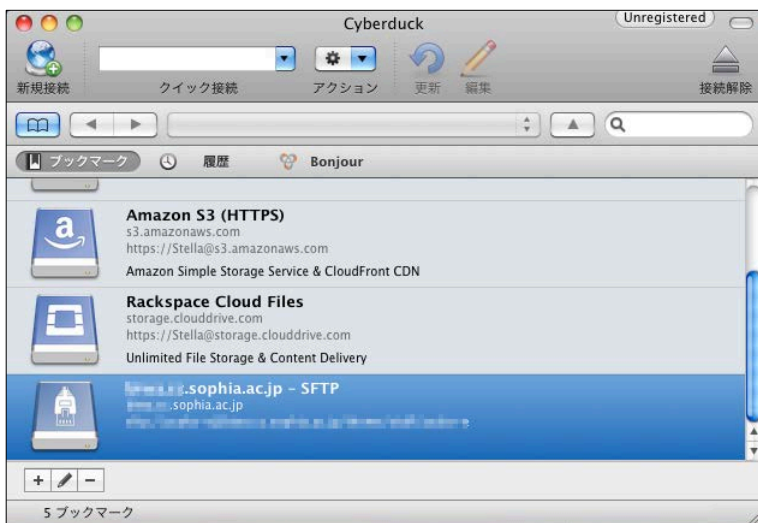 Cyberduck
Unregistered
新規接続
クイック接続
アクション
更新
編集
接続解除
ブックマーク
履歴
Bonjour
Amazon S3 (HTTPS)
s3.amazonaws.com
https://Stella@s3.amazonaws.com
Amazon Simple Storage Service & CloudFront CDN
Rackspace Cloud Files
storage.clouddrive.com
https://Stella@storage.clouddrive.com
Unlimited File Storage & Content Delivery
.sophia.ac.jp – SFTP
.sophia.ac.jp
5 ブックマーク